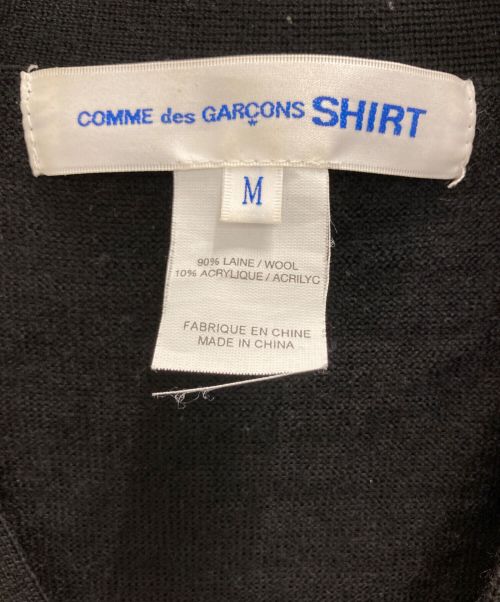 COMME des GARÇONS SHIRT
M
90% LAINE / WOOL
10% ACRYLIQUE / ACRILYC
FABRIQUE EN CHINE
MADE IN CHINA